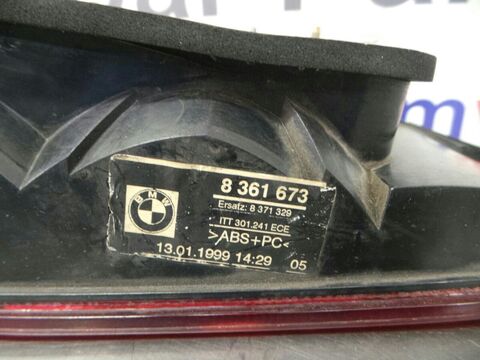 BMW
8 361 673
Ersatz: 8 371 329
ITT 301.241 ECE
>ABS+PC<
13.01.1999 14:29 05